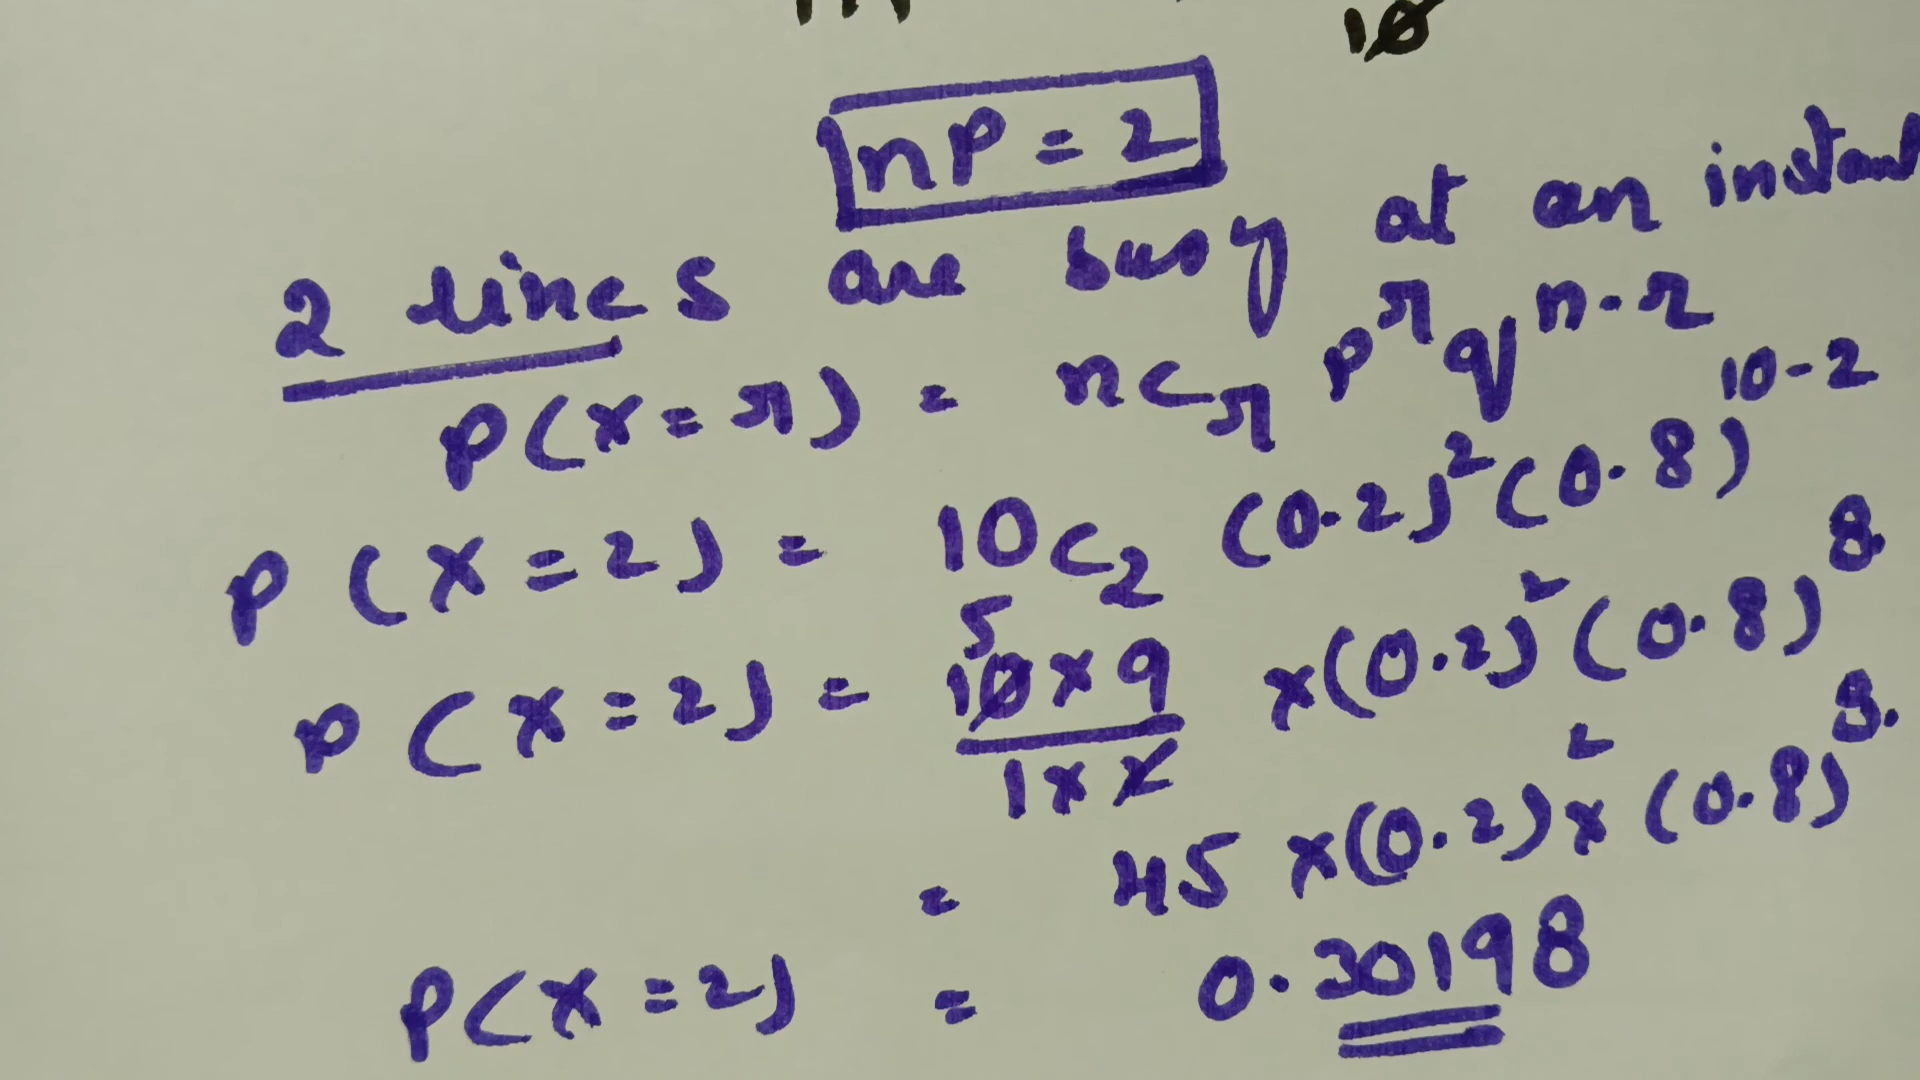 10
nP = 2
2 lines are busy at an instant
P(X=r) = nCr p^r q^n-r
P(X=2) = 10C2 (0.2)^2 (0.8)^10-2
5
P(X=2) = 10×9/1×2 ×(0.2)^2 (0.8)^8.
= 45 ×(0.2)^2 × (0.8)^8.
P(X=2) = 0.30198